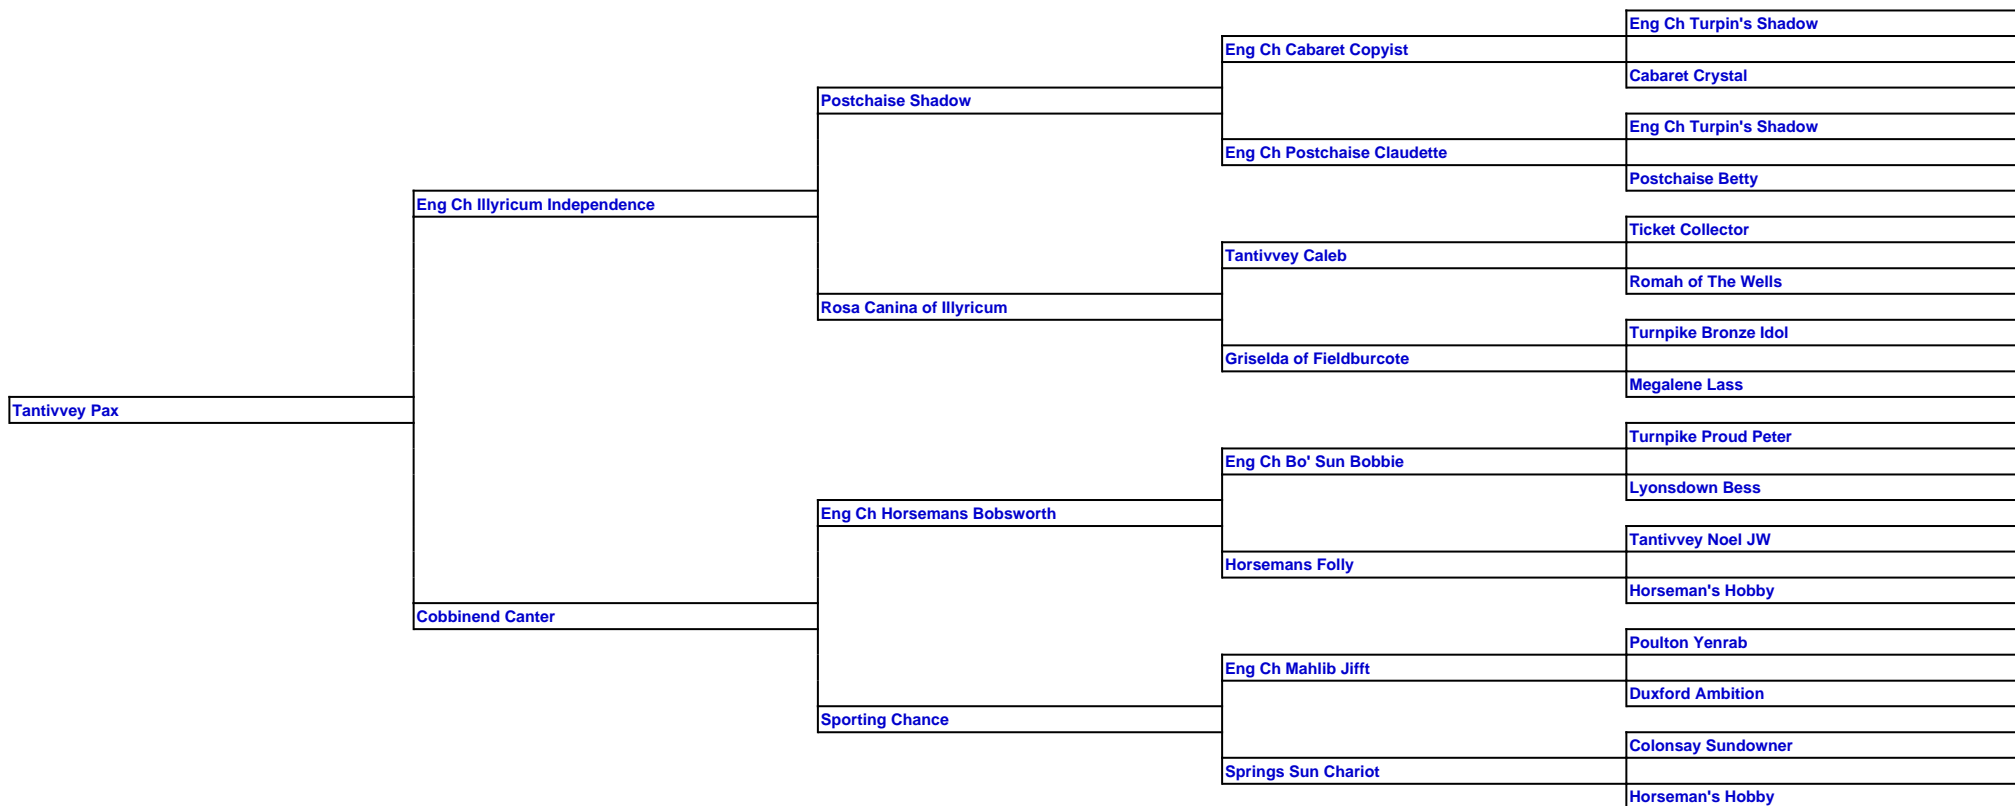 Eng Ch Turpin's Shadow
Eng Ch Cabaret Copyist
Cabaret Crystal
Postchaise Shadow
Eng Ch Turpin's Shadow
Eng Ch Postchaise Claudette
Postchaise Betty
Eng Ch Illyricum Independence
Ticket Collector
Tantivvey Caleb
Romah of The Wells
Rosa Canina of Illyricum
Turnpike Bronze Idol
Griselda of Fieldburcote
Megalene Lass
Tantivvey Pax
Turnpike Proud Peter
Eng Ch Bo' Sun Bobbie
Lyonsdown Bess
Eng Ch Horsemans Bobsworth
Tantivvey Noel JW
Horsemans Folly
Horseman's Hobby
Cobbinend Canter
Poulton Yenrab
Eng Ch Mahlib Jifft
Duxford Ambition
Sporting Chance
Colonsay Sundowner
Springs Sun Chariot
Horseman's Hobby